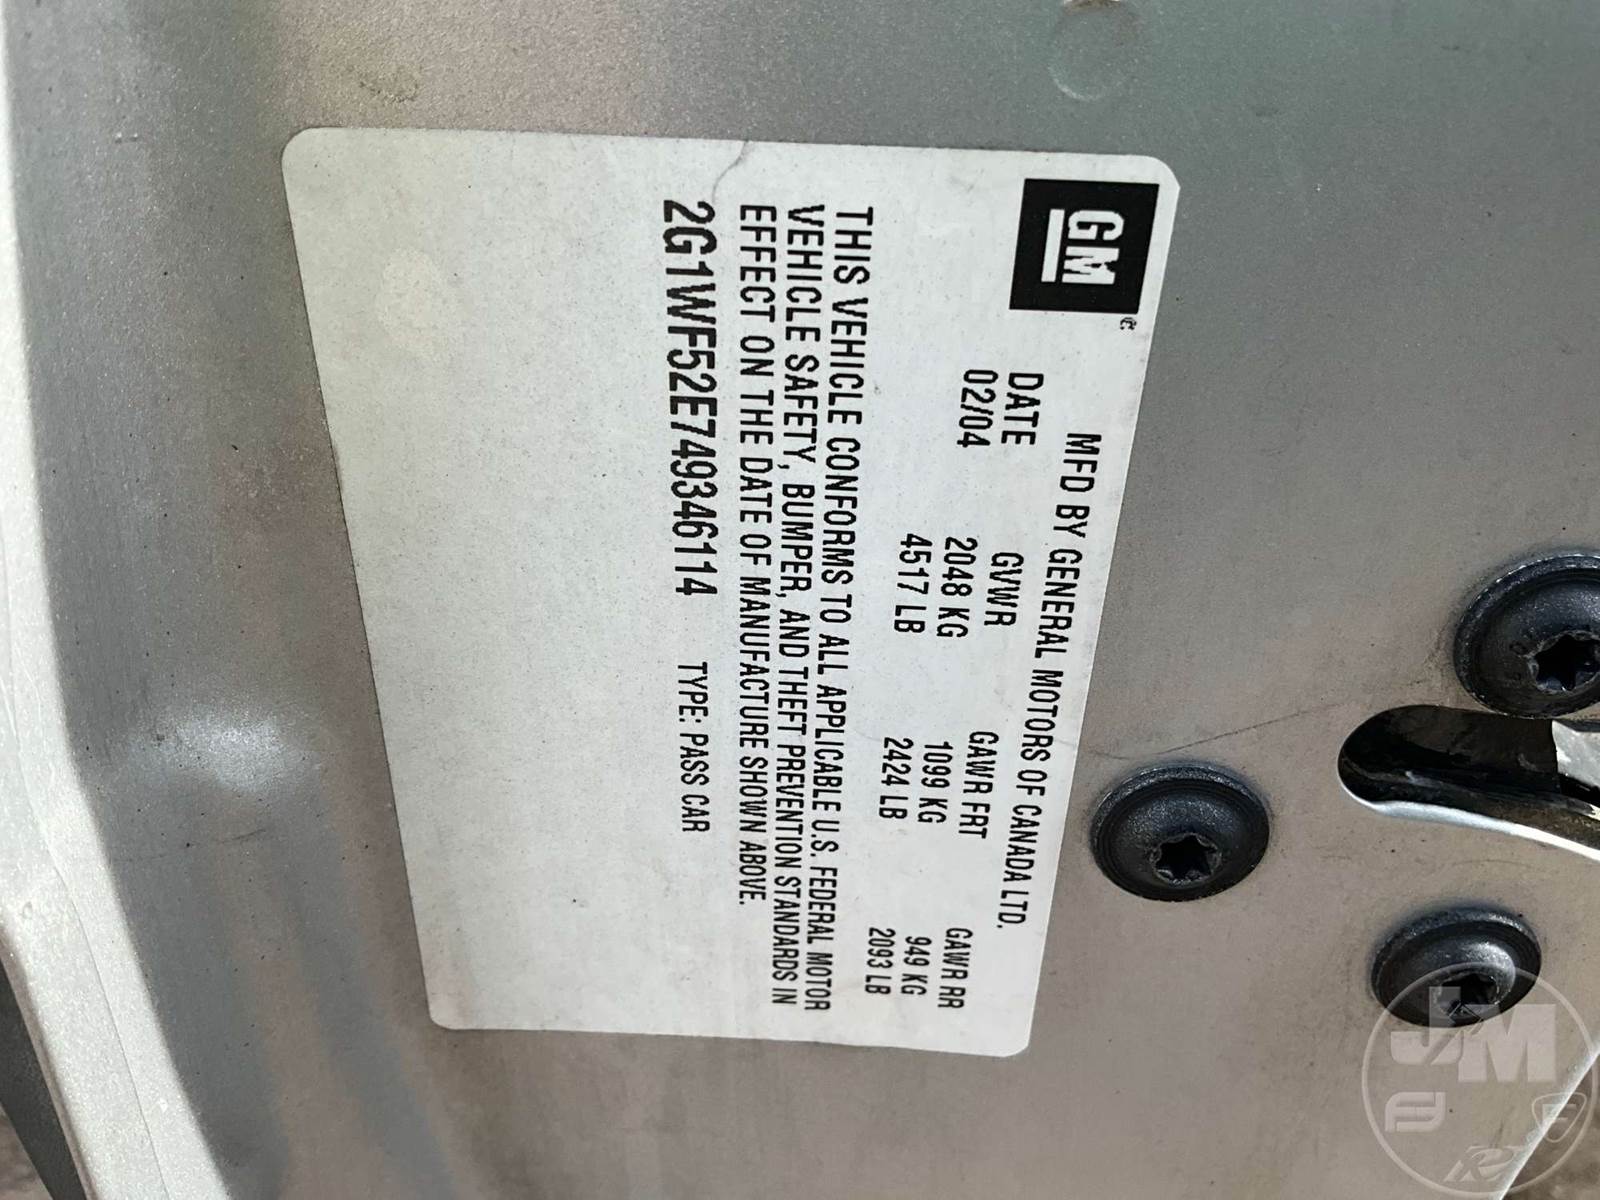 GM
MFD BY GENERAL MOTORS OF CANADA LTD.
DATE GVWR GAWR FRT GAWR RR
02/04 2048 KG 1099 KG 949 KG
4517 LB 2424 LB 2093 LB
THIS VEHICLE CONFORMS TO ALL APPLICABLE U.S. FEDERAL MOTOR
VEHICLE SAFETY, BUMPER, AND THEFT PREVENTION STANDARDS IN
EFFECT ON THE DATE OF MANUFACTURE SHOWN ABOVE.
2G1WF52E749346114 TYPE: PASS CAR
JM